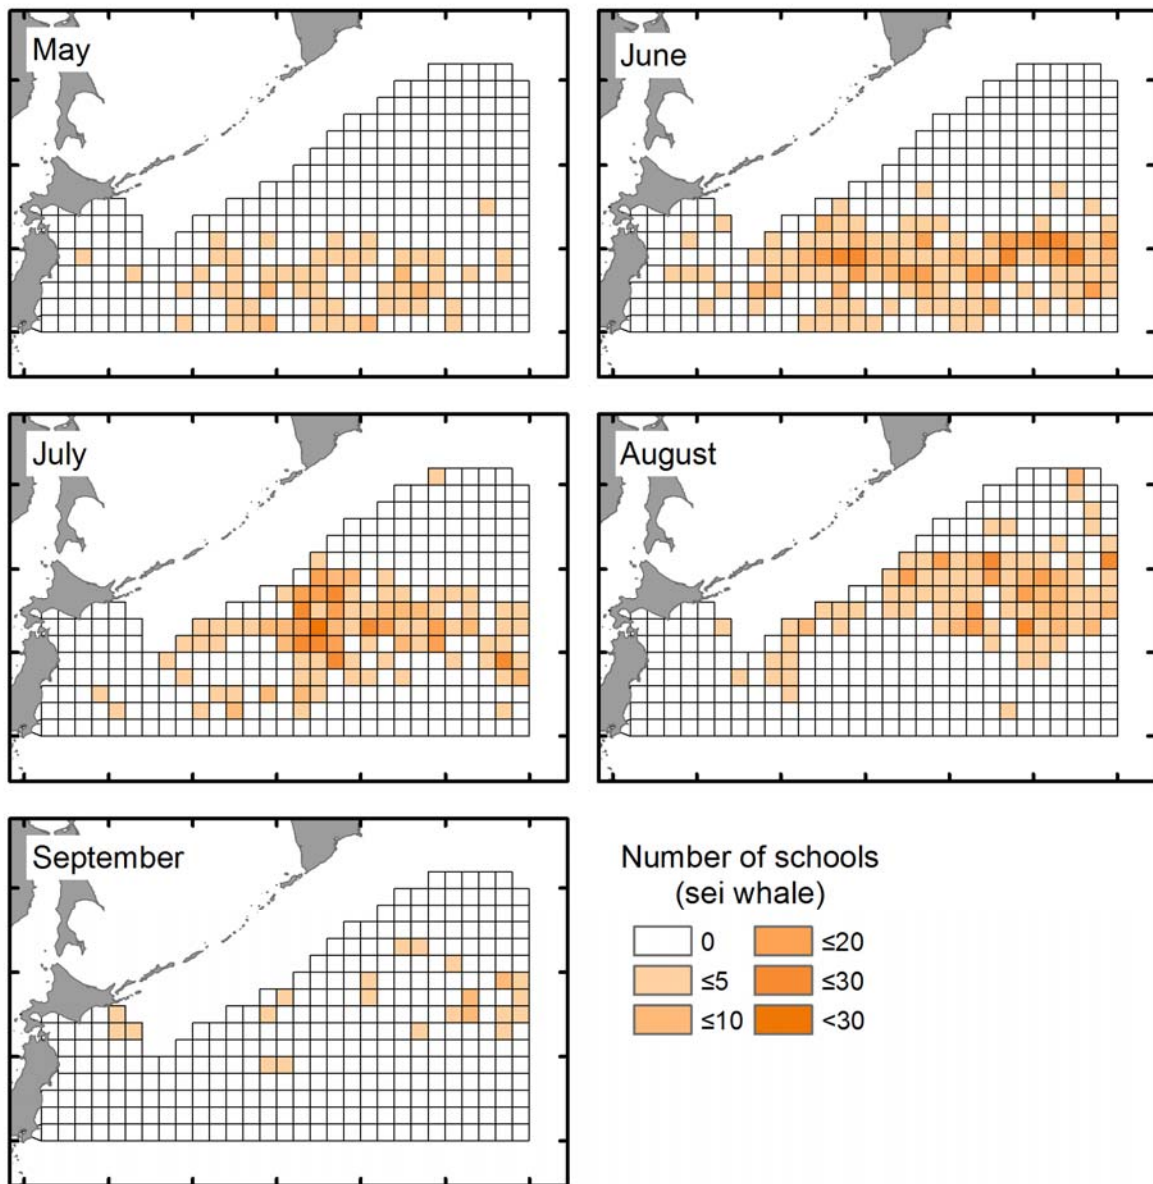 May
June
July
August
September
Number of schools
(sei whale)
0
≤20
≤5
≤30
≤10
<30